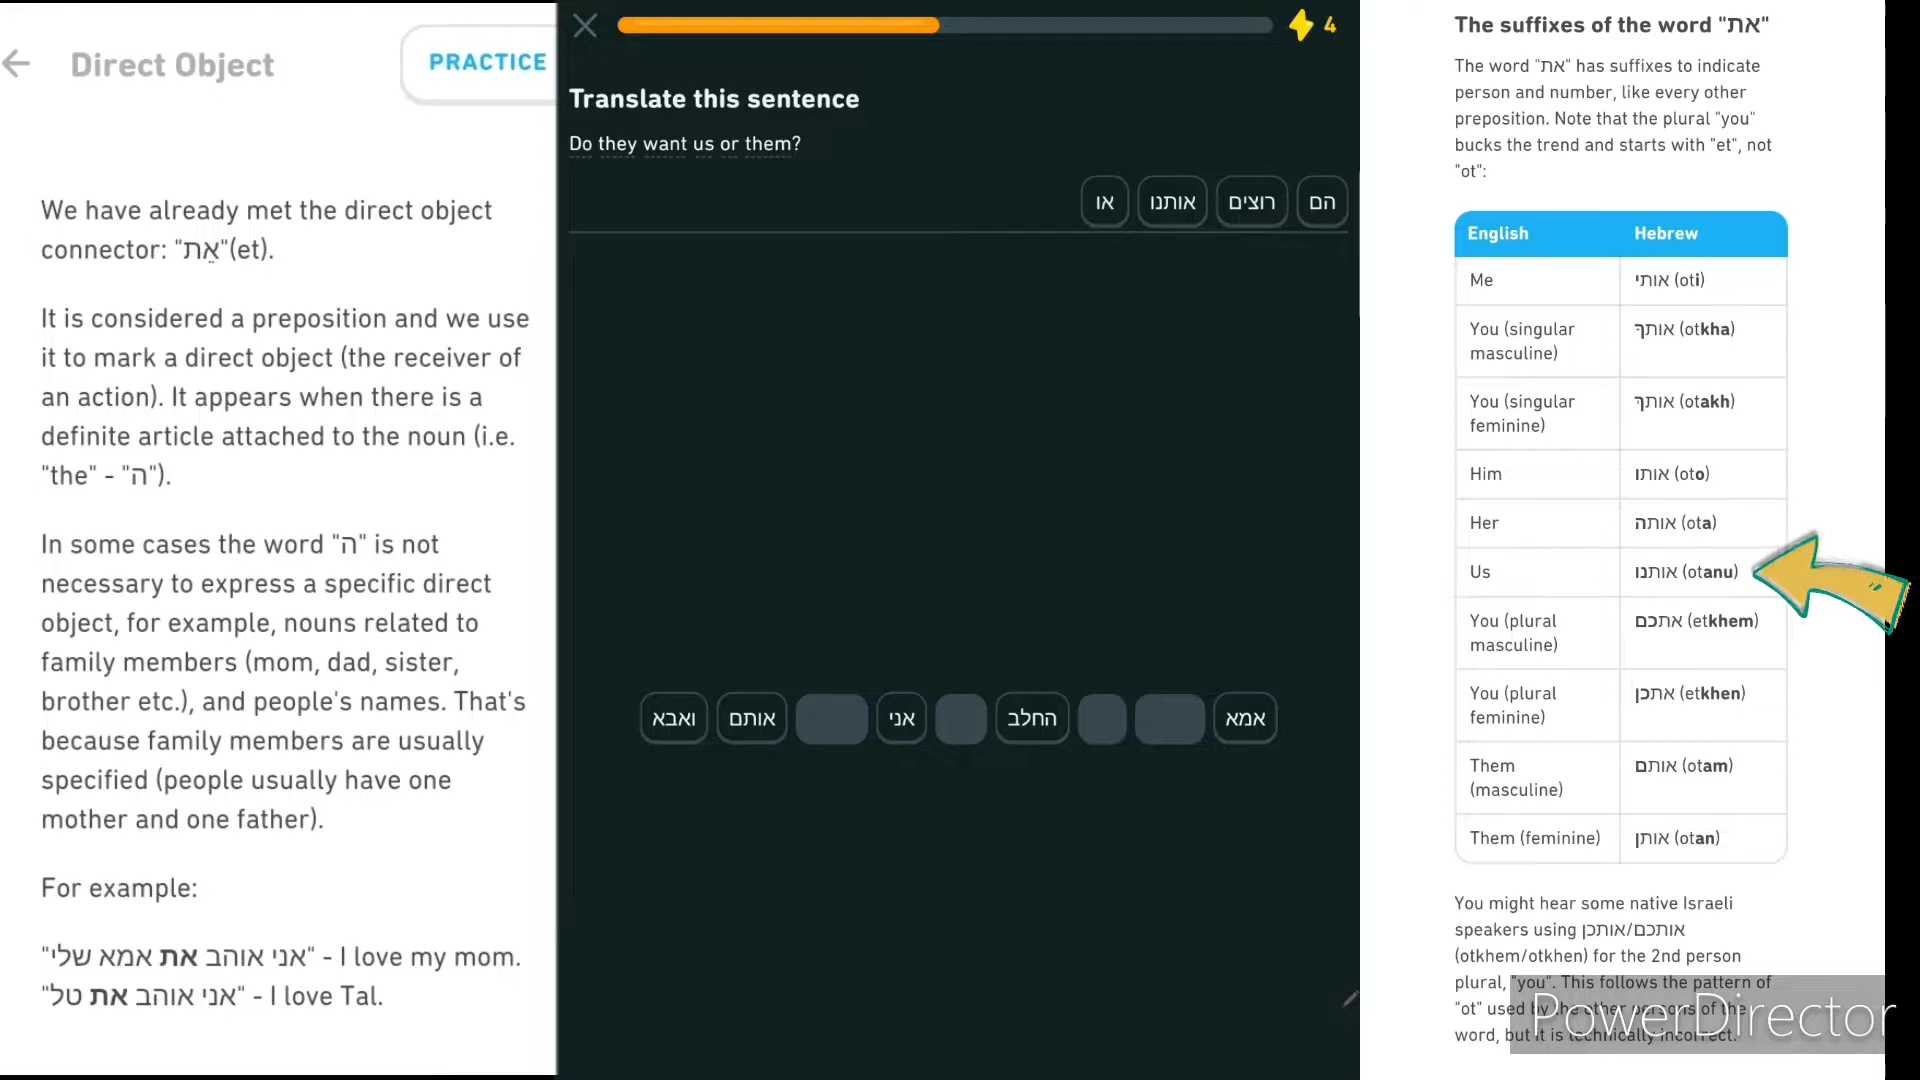 Direct Object
PRACTICE
We have already met the direct object
connector: "אֵת"(et).
It is considered a preposition and we use
it to mark a direct object (the receiver of
an action). It appears when there is a
definite article attached to the noun (i.e.
"the" - "ה").
In some cases the word "ה" is not
necessary to express a specific direct
object, for example, nouns related to
family members (mom, dad, sister,
brother etc.), and people's names. That's
because family members are usually
specified (people usually have one
mother and one father).
For example:
"אני אוהב את אמא שלי" - I love my mom.
"אני אוהב את טל" - I love Tal.
4
Translate this sentence
Do they want us or them?
הם רוצים אותנו או
אמא החלב אני אותם ואבא
The suffixes of the word "את"
The word "את" has suffixes to indicate
person and number, like every other
preposition. Note that the plural "you"
bucks the trend and starts with "et", not
"ot":
English Hebrew
Me אותי (oti)
You (singular
masculine) אותךָ (otkha)
You (singular
feminine) אותךְ (otakh)
Him אותו (oto)
Her אותה (ota)
Us אותנו (otanu)
You (plural
masculine) אתכם (etkhem)
You (plural
feminine) אתכן (etkhen)
Them
(masculine) אותם (otam)
Them (feminine) אותן (otan)
You might hear some native Israeli
speakers using אותכם/אותכן
(otkhem/otkhen) for the 2nd person
plural, "you". This follows the pattern of
"ot" used by the other persons of the
word, but it is technically incorrect.
PowerDirector